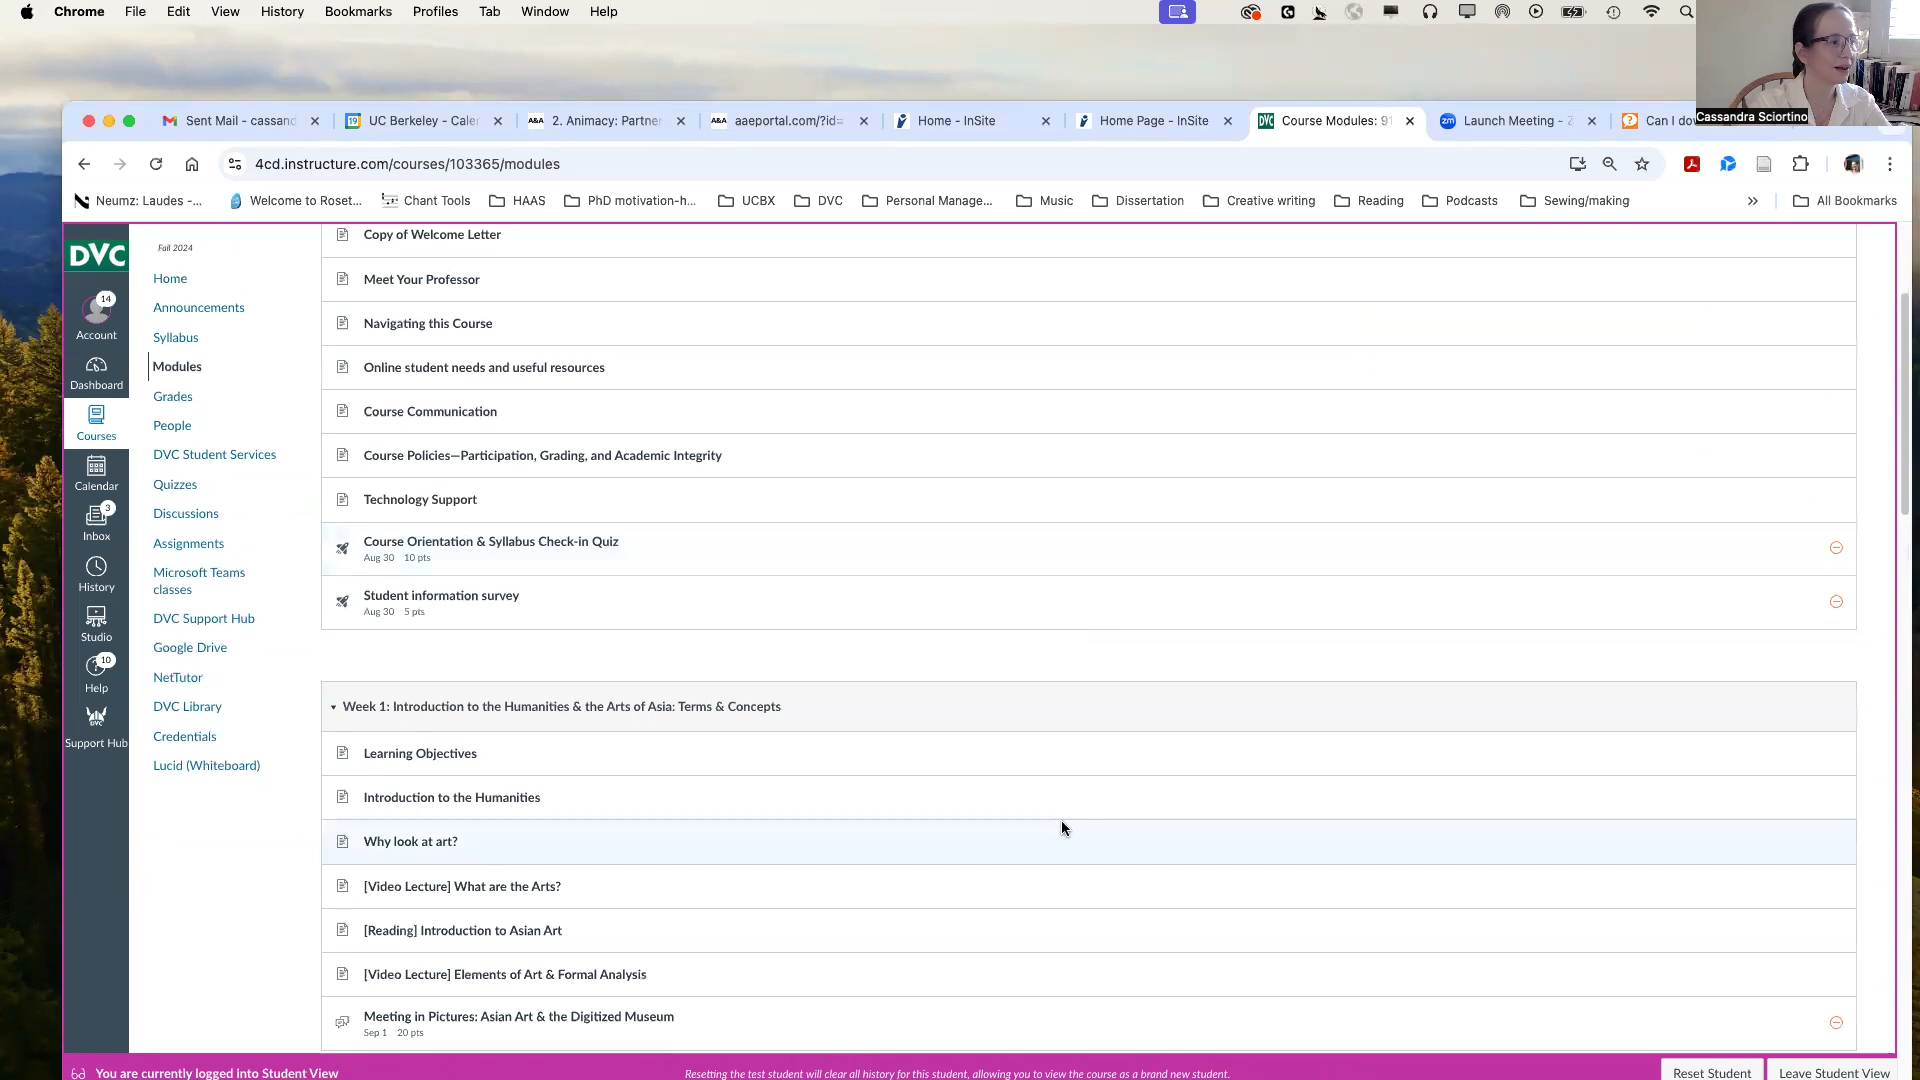 Chrome File Edit View History Bookmarks Profiles Tab Window Help
Cassandra Sciortino
Sent Mail - cassand
UC Berkeley - Caler
A&A 2. Animacy: Partner
A&A aaeportal.com/?id=
Home - InSite
Home Page - InSite
DVC Course Modules: 91
zm Launch Meeting - Z
Can I do
4cd.instructure.com/courses/103365/modules
Neumz: Laudes -...
Welcome to Roset...
Chant Tools
HAAS
PhD motivation-h...
UCBX
DVC
Personal Manage...
Music
Dissertation
Creative writing
Reading
Podcasts
Sewing/making
All Bookmarks
DVC
14
Account
Dashboard
Courses
Calendar
3
Inbox
History
Studio
10
Help
DVC
Support Hub
Fall 2024
Home
Announcements
Syllabus
Modules
Grades
People
DVC Student Services
Quizzes
Discussions
Assignments
Microsoft Teams
classes
DVC Support Hub
Google Drive
NetTutor
DVC Library
Credentials
Lucid (Whiteboard)
Copy of Welcome Letter
Meet Your Professor
Navigating this Course
Online student needs and useful resources
Course Communication
Course Policies—Participation, Grading, and Academic Integrity
Technology Support
Course Orientation & Syllabus Check-in Quiz
Aug 30 10 pts
Student information survey
Aug 30 5 pts
Week 1: Introduction to the Humanities & the Arts of Asia: Terms & Concepts
Learning Objectives
Introduction to the Humanities
Why look at art?
[Video Lecture] What are the Arts?
[Reading] Introduction to Asian Art
[Video Lecture] Elements of Art & Formal Analysis
Meeting in Pictures: Asian Art & the Digitized Museum
Sep 1 20 pts
You are currently logged into Student View
Resetting the test student will clear all history for this student, allowing you to view the course as a brand new student.
Reset Student
Leave Student View